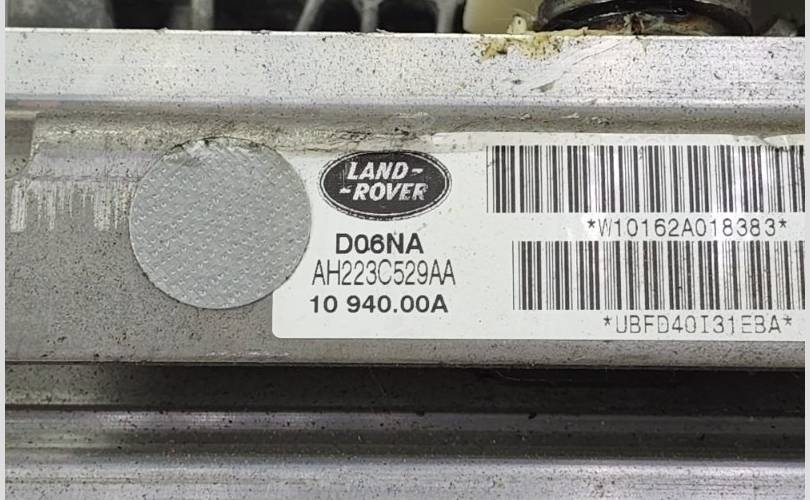 LAND-
-ROVER
*W10162A018383*
D06NA
AH223C529AA
10 940.00A
*UBFD40I31EBA*